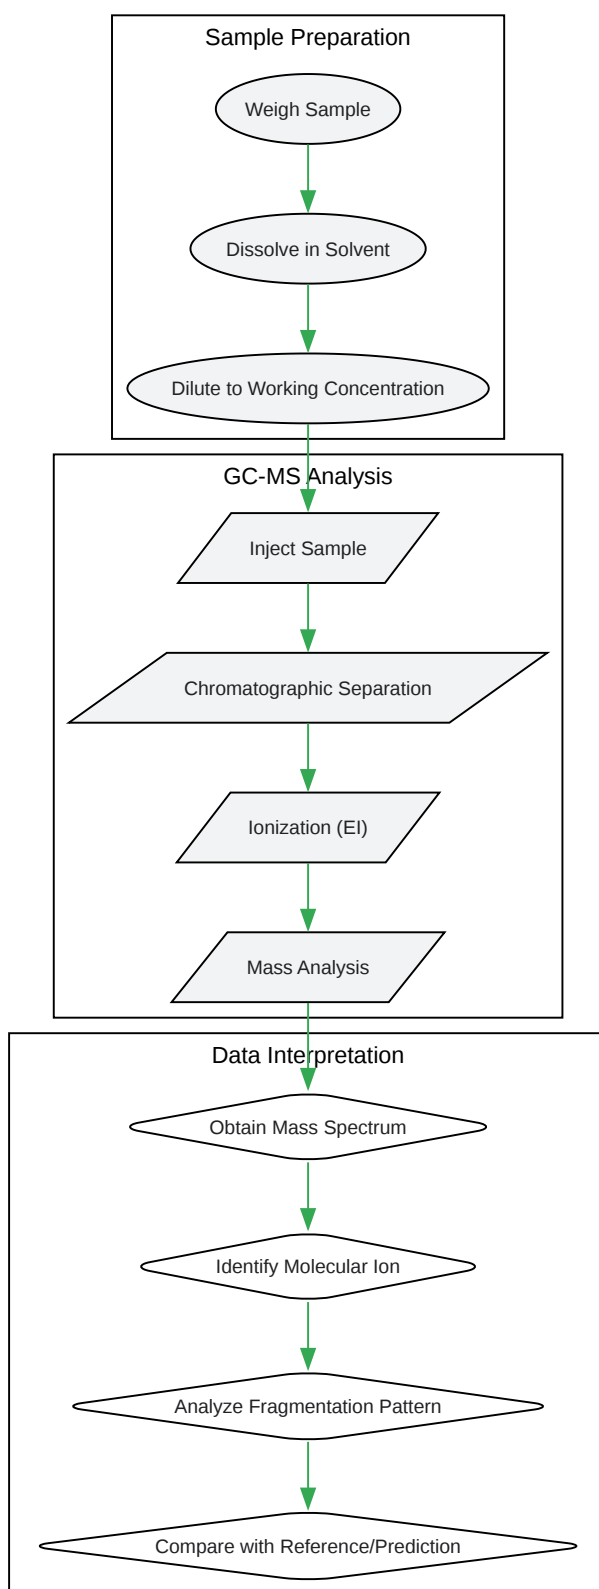 Sample Preparation
Weigh Sample
Dissolve in Solvent
Dilute to Working Concentration
GC-MS Analysis
Inject Sample
Chromatographic Separation
Ionization (EI)
Mass Analysis
Data Interpretation
Obtain Mass Spectrum
Identify Molecular Ion
Analyze Fragmentation Pattern
Compare with Reference/Prediction